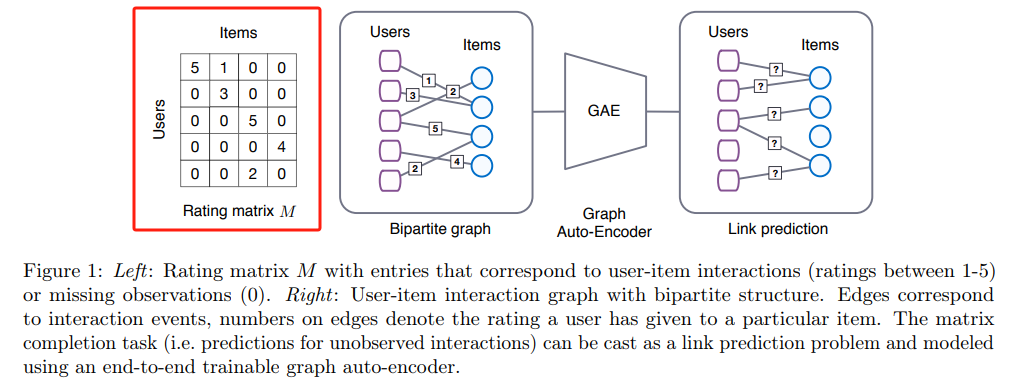 Items
Users
5 1 0 0
0 3 0 0
0 0 5 0
0 0 0 4
0 0 2 0
Rating matrix M
Users
Items
1
2
3
5
4
2
Bipartite graph
GAE
Graph
Auto-Encoder
Users
Items
?
?
?
?
?
Link prediction
Figure 1: Left: Rating matrix M with entries that correspond to user-item interactions (ratings between 1-5)
or missing observations (0). Right: User-item interaction graph with bipartite structure. Edges correspond
to interaction events, numbers on edges denote the rating a user has given to a particular item. The matrix
completion task (i.e. predictions for unobserved interactions) can be cast as a link prediction problem and modeled
using an end-to-end trainable graph auto-encoder.